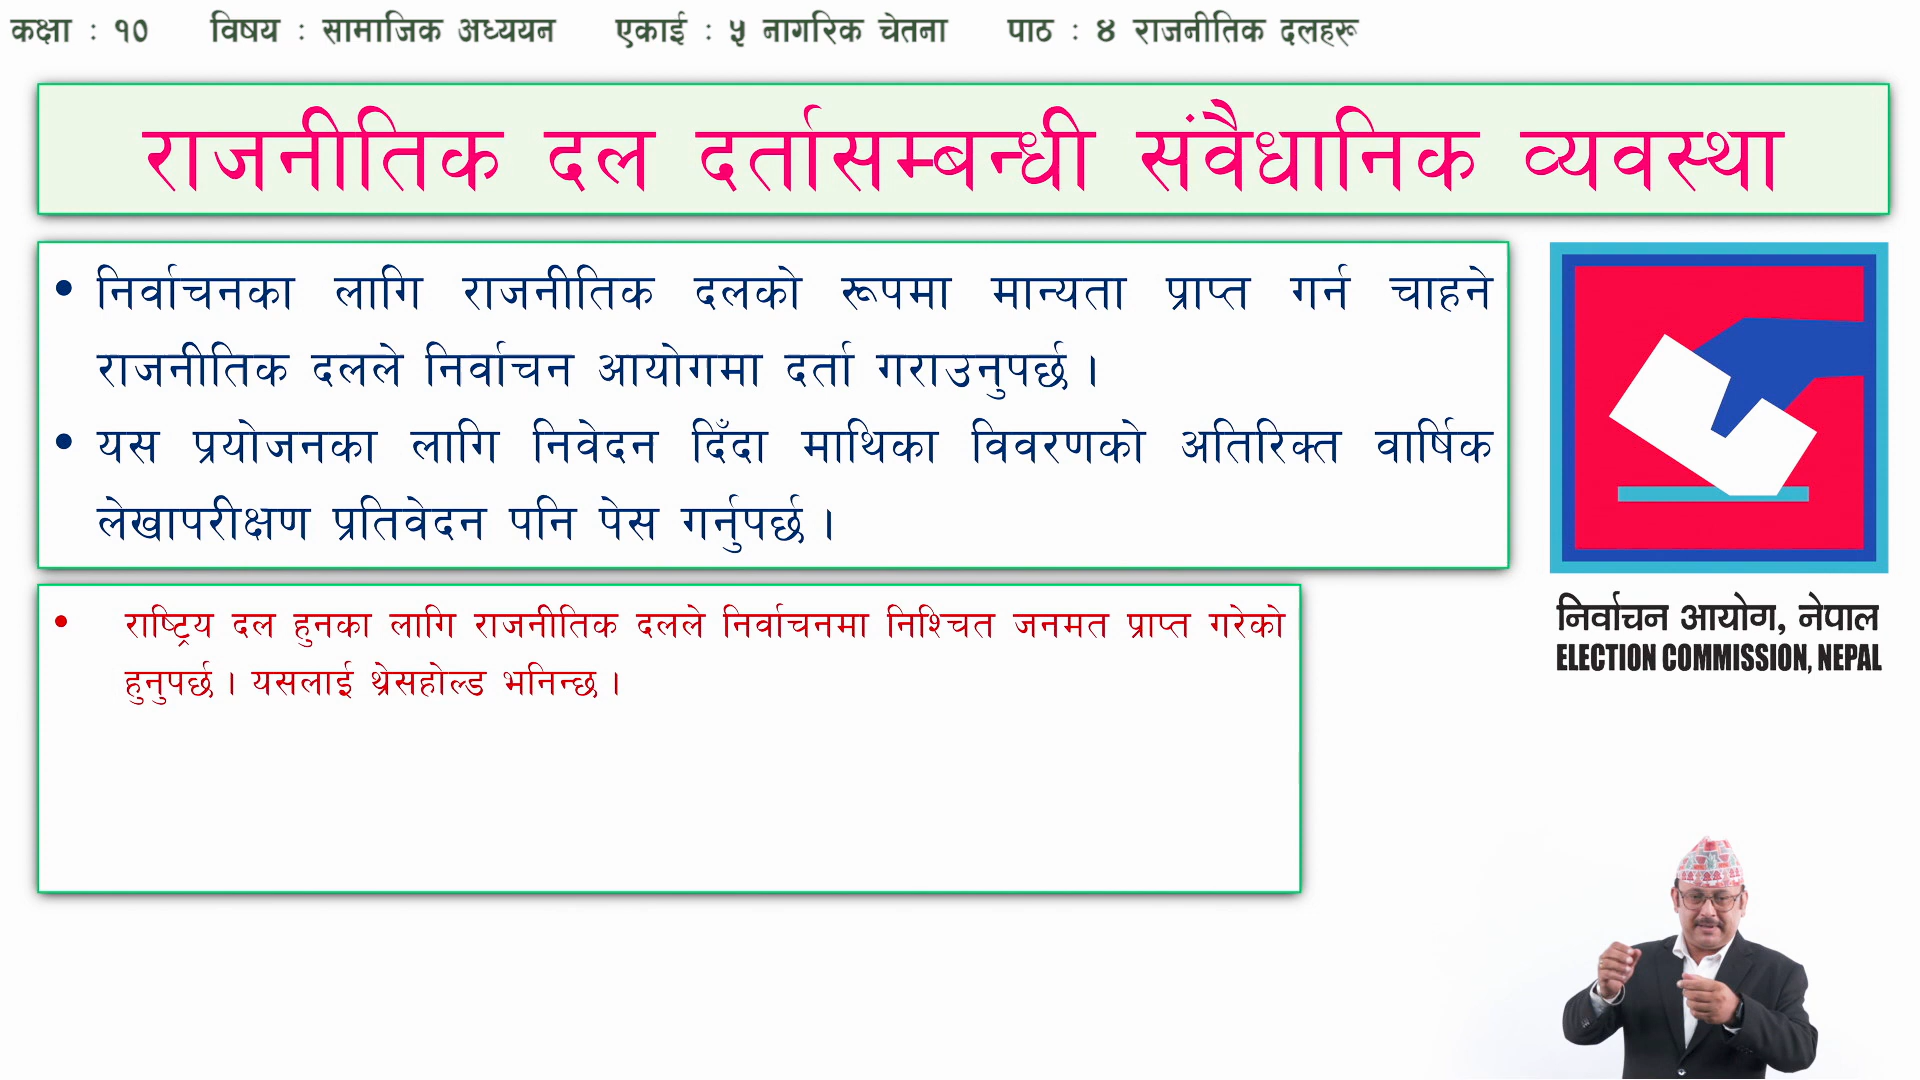 कक्षा : १० विषय : सामाजिक अध्ययन एकाई : ५ नागरिक चेतना पाठ : ४ राजनीतिक दलहरू
राजनीतिक दल दर्तासम्बन्धी संवैधानिक व्यवस्था
• निर्वाचनका लागि राजनीतिक दलको रूपमा मान्यता प्राप्त गर्न चाहने
राजनीतिक दलले निर्वाचन आयोगमा दर्ता गराउनुपर्छ ।
• यस प्रयोजनका लागि निवेदन दिँदा माथिका विवरणको अतिरिक्त वार्षिक
लेखापरीक्षण प्रतिवेदन पनि पेस गर्नुपर्छ ।
• राष्ट्रिय दल हुनका लागि राजनीतिक दलले निर्वाचनमा निश्चित जनमत प्राप्त गरेको
हुनुपर्छ । यसलाई थ्रेसहोल्ड भनिन्छ ।
निर्वाचन आयोग, नेपाल
ELECTION COMMISSION, NEPAL